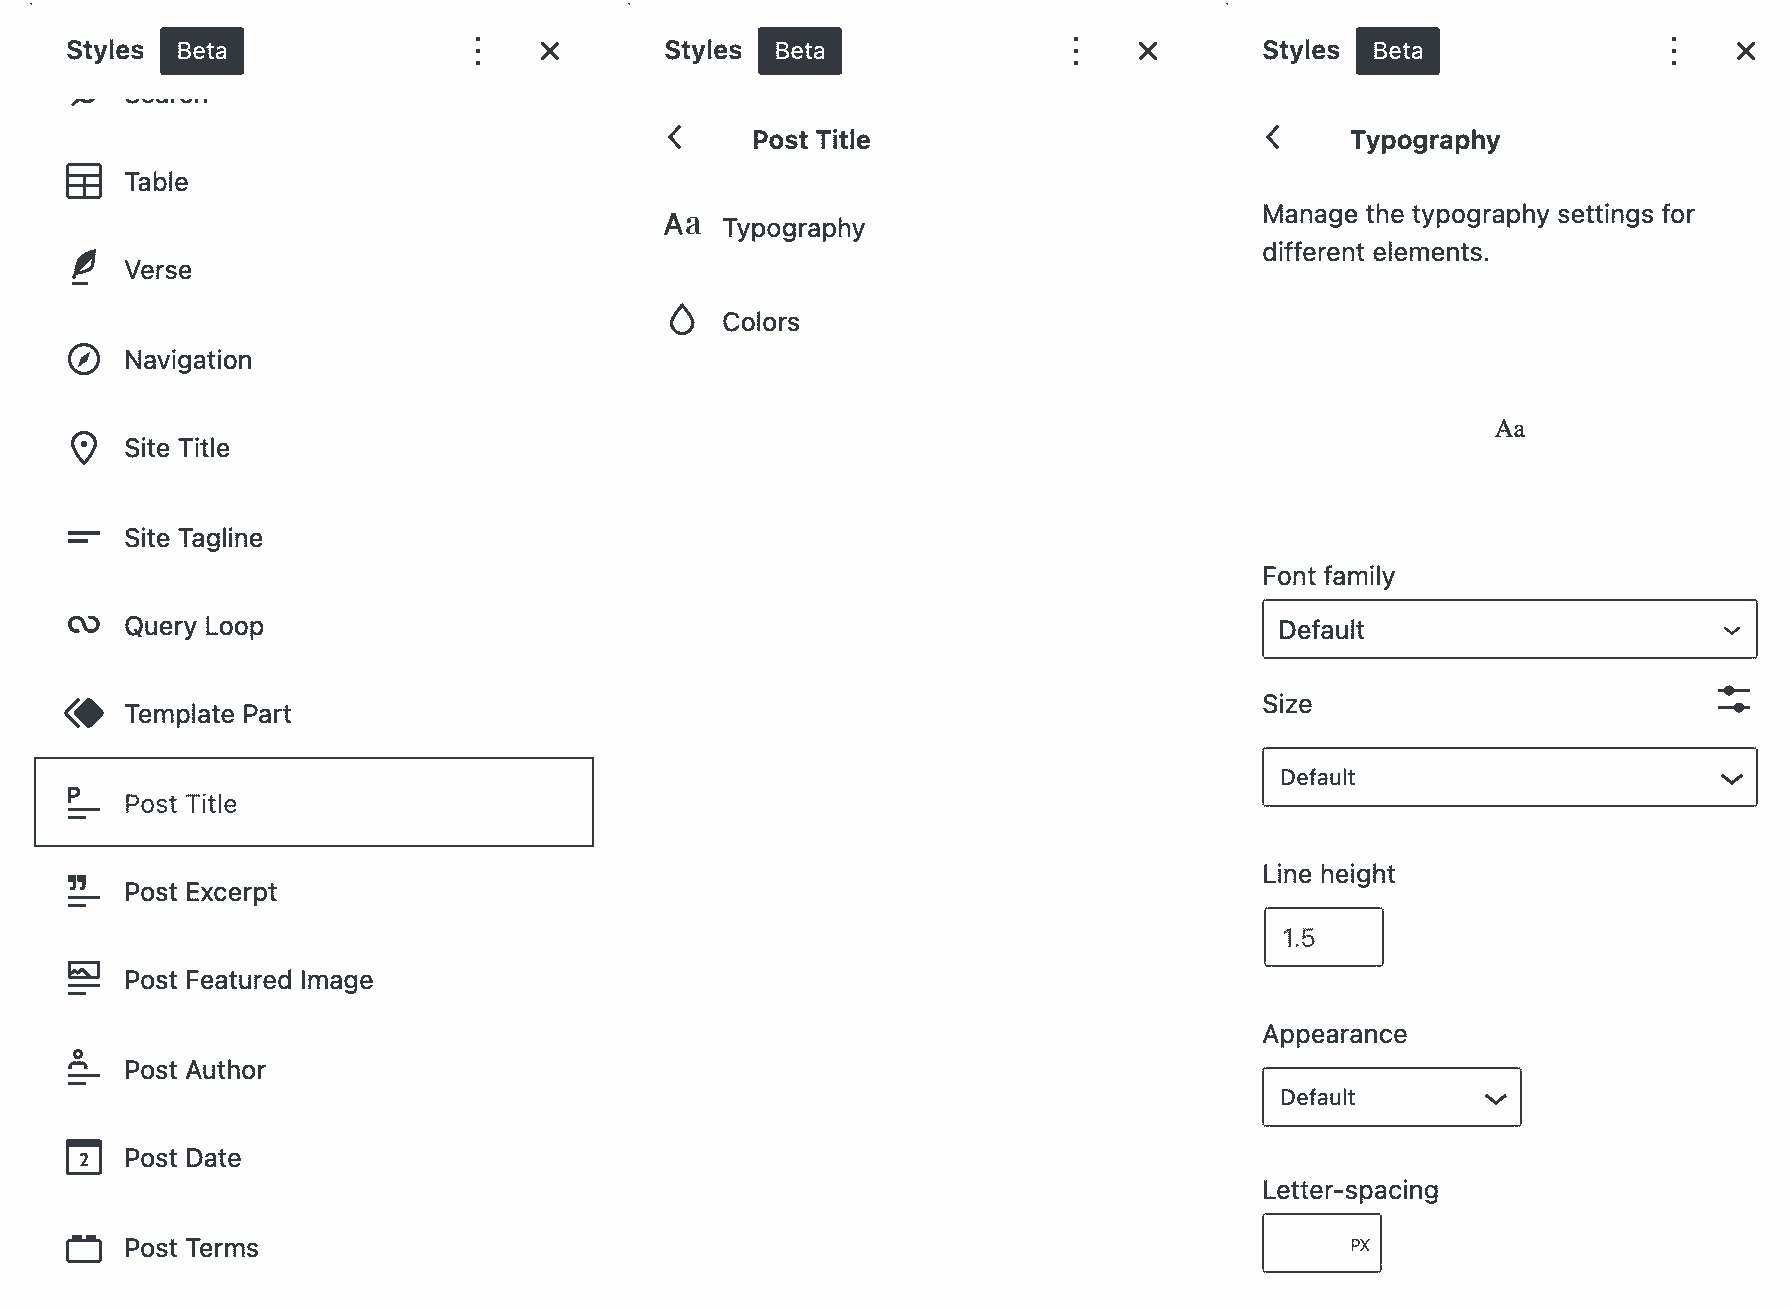 Styles Beta
Search
Table
Verse
Navigation
Site Title
Site Tagline
Query Loop
Template Part
Post Title
Post Excerpt
Post Featured Image
Post Author
2 Post Date
Post Terms
Styles Beta
Post Title
Aa Typography
Colors
Styles Beta
Typography
Manage the typography settings for
different elements.
Aa
Font family
Default
Size
Default
Line height
1.5
Appearance
Default
Letter-spacing
PX